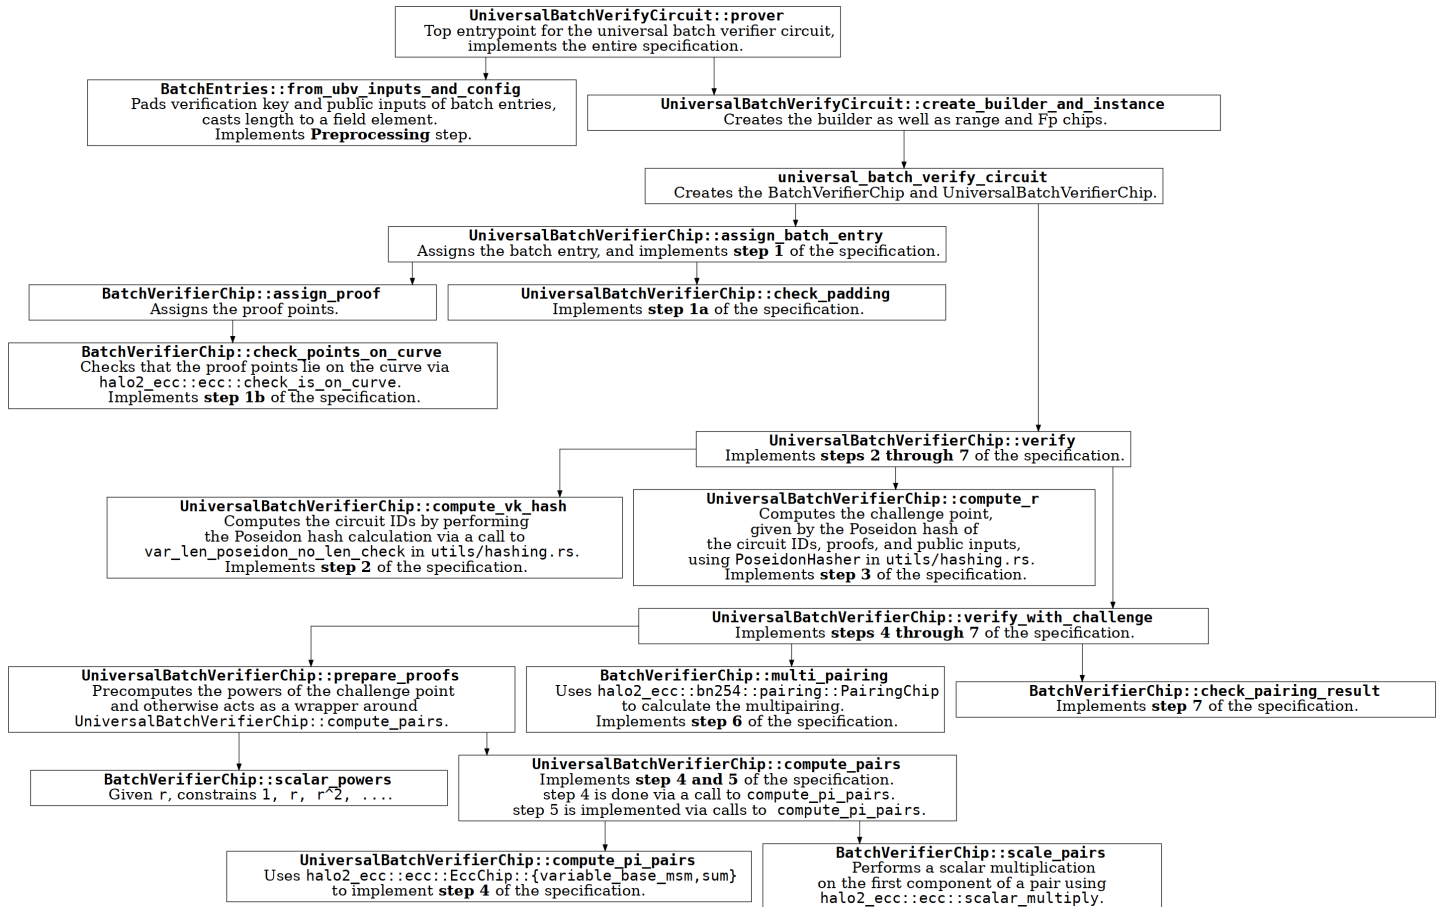 UniversalBatchVerifyCircuit::prover
Top entrypoint for the universal batch verifier circuit,
implements the entire specification.
BatchEntries::from_ubv_inputs_and_config
Pads verification key and public inputs of batch entries,
casts length to a field element.
Implements Preprocessing step.
UniversalBatchVerifyCircuit::create_builder_and_instance
Creates the builder as well as range and Fp chips.
universal_batch_verify_circuit
Creates the BatchVerifierChip and UniversalBatchVerifierChip.
UniversalBatchVerifierChip::assign_batch_entry
Assigns the batch entry, and implements step 1 of the specification.
BatchVerifierChip::assign_proof
Assigns the proof points.
UniversalBatchVerifierChip::check_padding
Implements step 1a of the specification.
BatchVerifierChip::check_points_on_curve
Checks that the proof points lie on the curve via
halo2_ecc::ecc::check_is_on_curve.
Implements step 1b of the specification.
UniversalBatchVerifierChip::verify
Implements steps 2 through 7 of the specification.
UniversalBatchVerifierChip::compute_vk_hash
Computes the circuit IDs by performing
the Poseidon hash calculation via a call to
var_len_poseidon_no_len_check in utils/hashing.rs.
Implements step 2 of the specification.
UniversalBatchVerifierChip::compute_r
Computes the challenge point,
given by the Poseidon hash of
the circuit IDs, proofs, and public inputs,
using PoseidonHasher in utils/hashing.rs.
Implements step 3 of the specification.
UniversalBatchVerifierChip::verify_with_challenge
Implements steps 4 through 7 of the specification.
UniversalBatchVerifierChip::prepare_proofs
Precomputes the powers of the challenge point
and otherwise acts as a wrapper around
UniversalBatchVerifierChip::compute_pairs.
BatchVerifierChip::multi_pairing
Uses halo2_ecc::bn254::pairing::PairingChip
to calculate the multipairing.
Implements step 6 of the specification.
BatchVerifierChip::check_pairing_result
Implements step 7 of the specification.
BatchVerifierChip::scalar_powers
Given r, constrains 1, r, r^2, ....
UniversalBatchVerifierChip::compute_pairs
Implements step 4 and 5 of the specification.
step 4 is done via a call to compute_pi_pairs.
step 5 is implemented via calls to compute_pi_pairs.
UniversalBatchVerifierChip::compute_pi_pairs
Uses halo2_ecc::ecc::EccChip::{variable_base_msm,sum}
to implement step 4 of the specification.
BatchVerifierChip::scale_pairs
Performs a scalar multiplication
on the first component of a pair using
halo2_ecc::ecc::scalar_multiply.